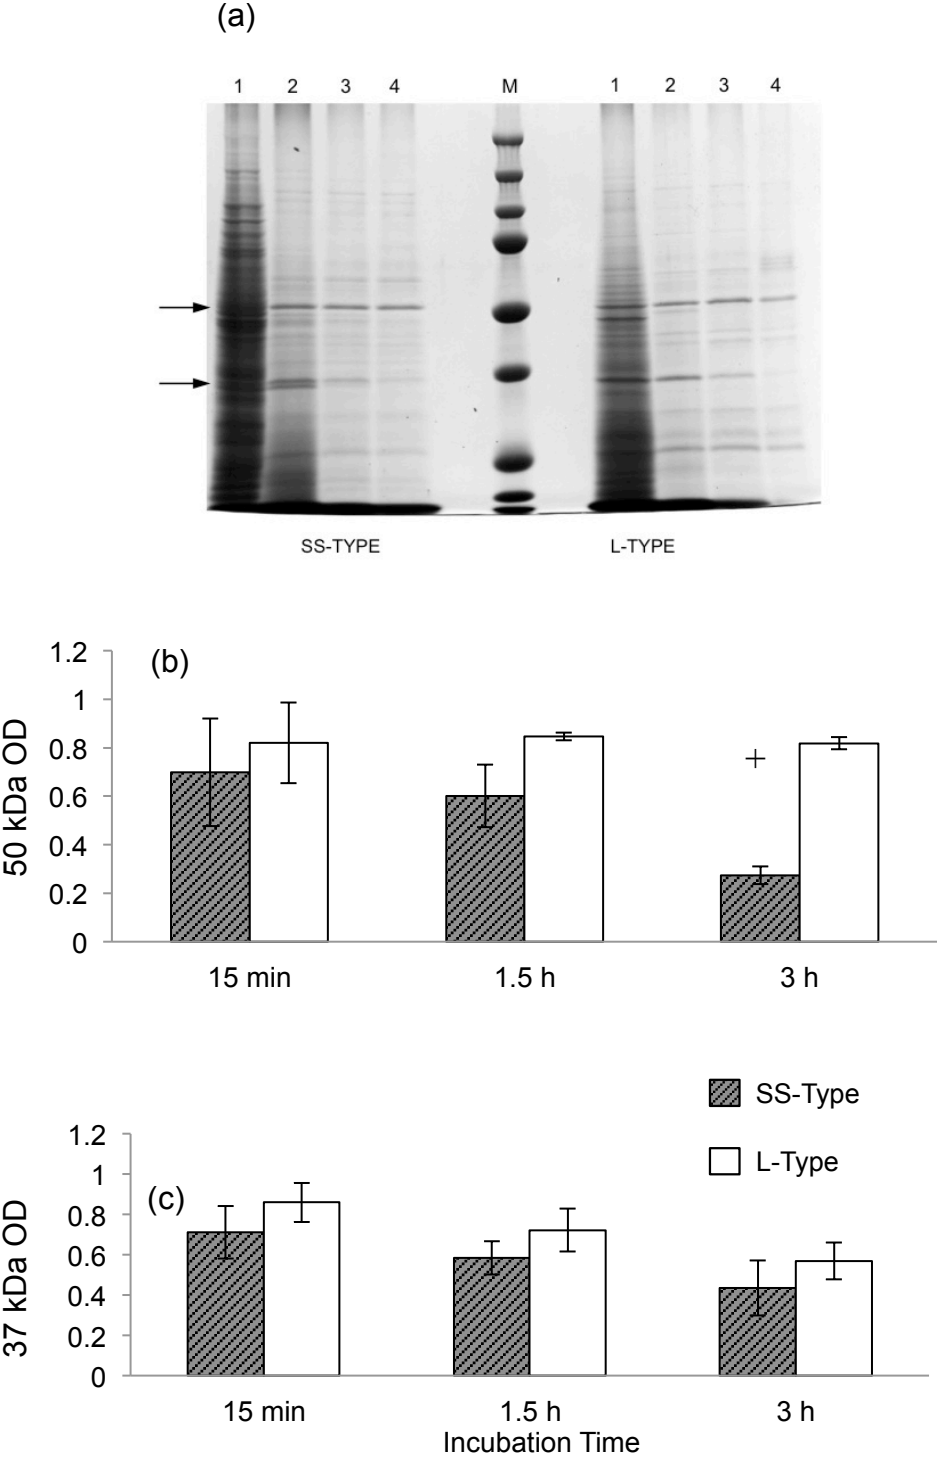 (a)
1 2 3 4 M 1 2 3 4
SS-TYPE L-TYPE
(b)
50 kDa OD
1.2
1
0.8
0.6
0.4
0.2
0
+
15 min 1.5 h 3 h
SS-Type
L-Type
(c)
37 kDa OD
1.2
1
0.8
0.6
0.4
0.2
0
15 min 1.5 h 3 h
Incubation Time